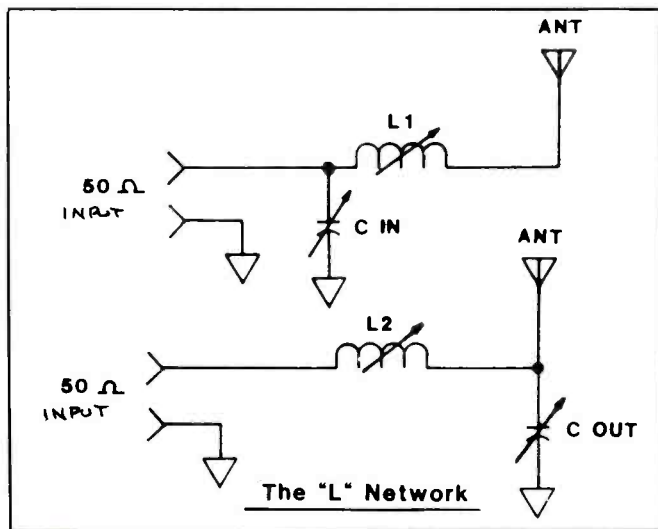 ANT
L1
50 Ω
INPUT
C IN
ANT
L2
50 Ω
INPUT
C OUT
The "L" Network